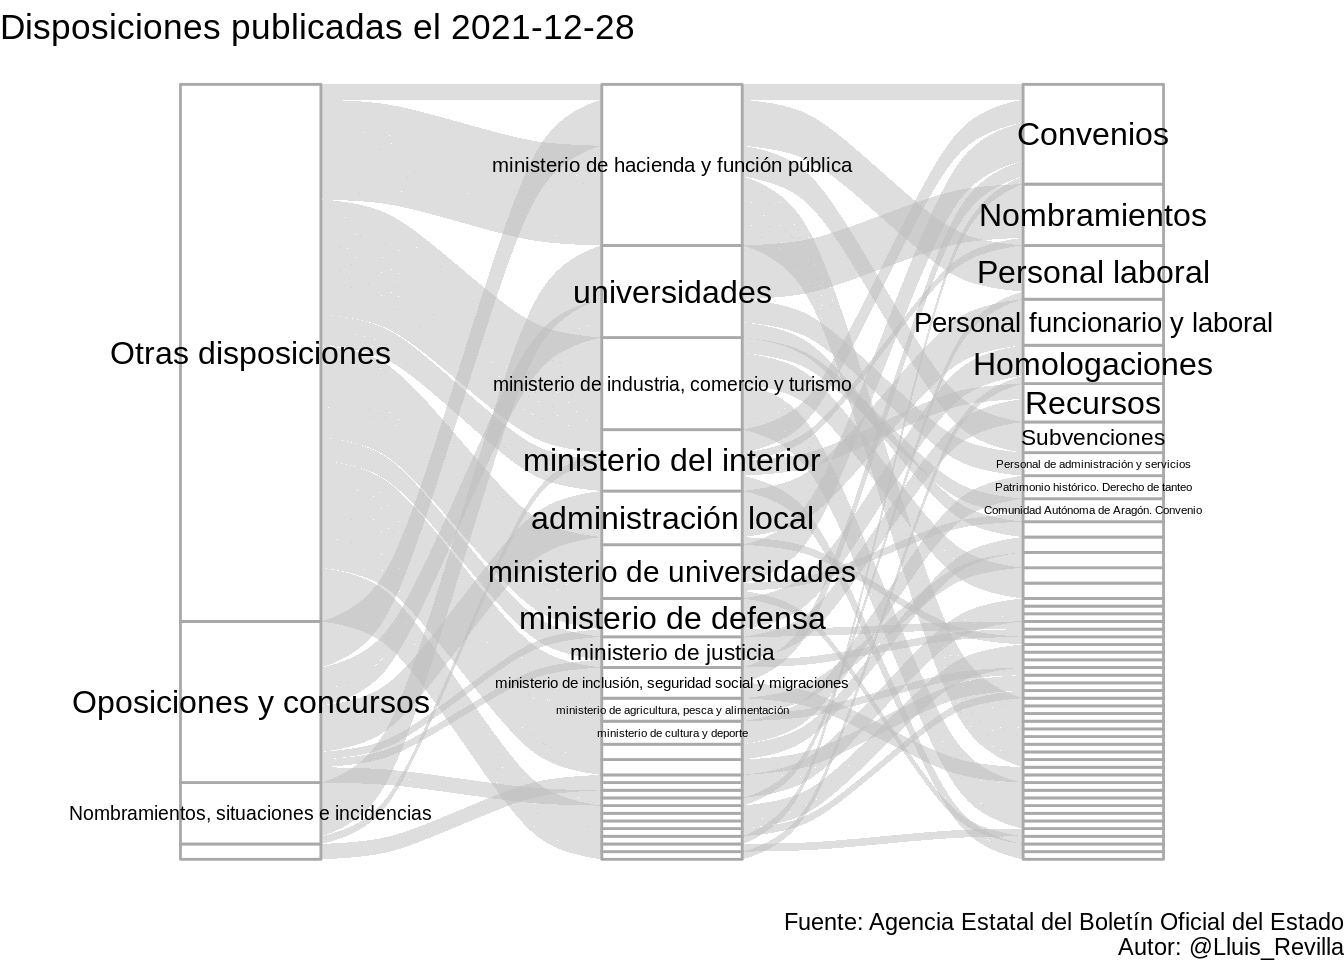 Disposiciones publicadas el 2021-12-28
Otras disposiciones
Oposiciones y concursos
Nombramientos, situaciones e incidencias
ministerio de hacienda y función pública
universidades
ministerio de industria, comercio y turismo
ministerio del interior
administración local
ministerio de universidades
ministerio de defensa
ministerio de justicia
ministerio de inclusión, seguridad social y migraciones
ministerio de agricultura, pesca y alimentación
ministerio de cultura y deporte
Convenios
Nombramientos
Personal laboral
Personal funcionario y laboral
Homologaciones
Recursos
Subvenciones
Personal de administración y servicios
Patrimonio histórico. Derecho de tanteo
Comunidad Autónoma de Aragón. Convenio
Fuente: Agencia Estatal del Boletín Oficial del Estado
Autor: @Lluis_Revilla